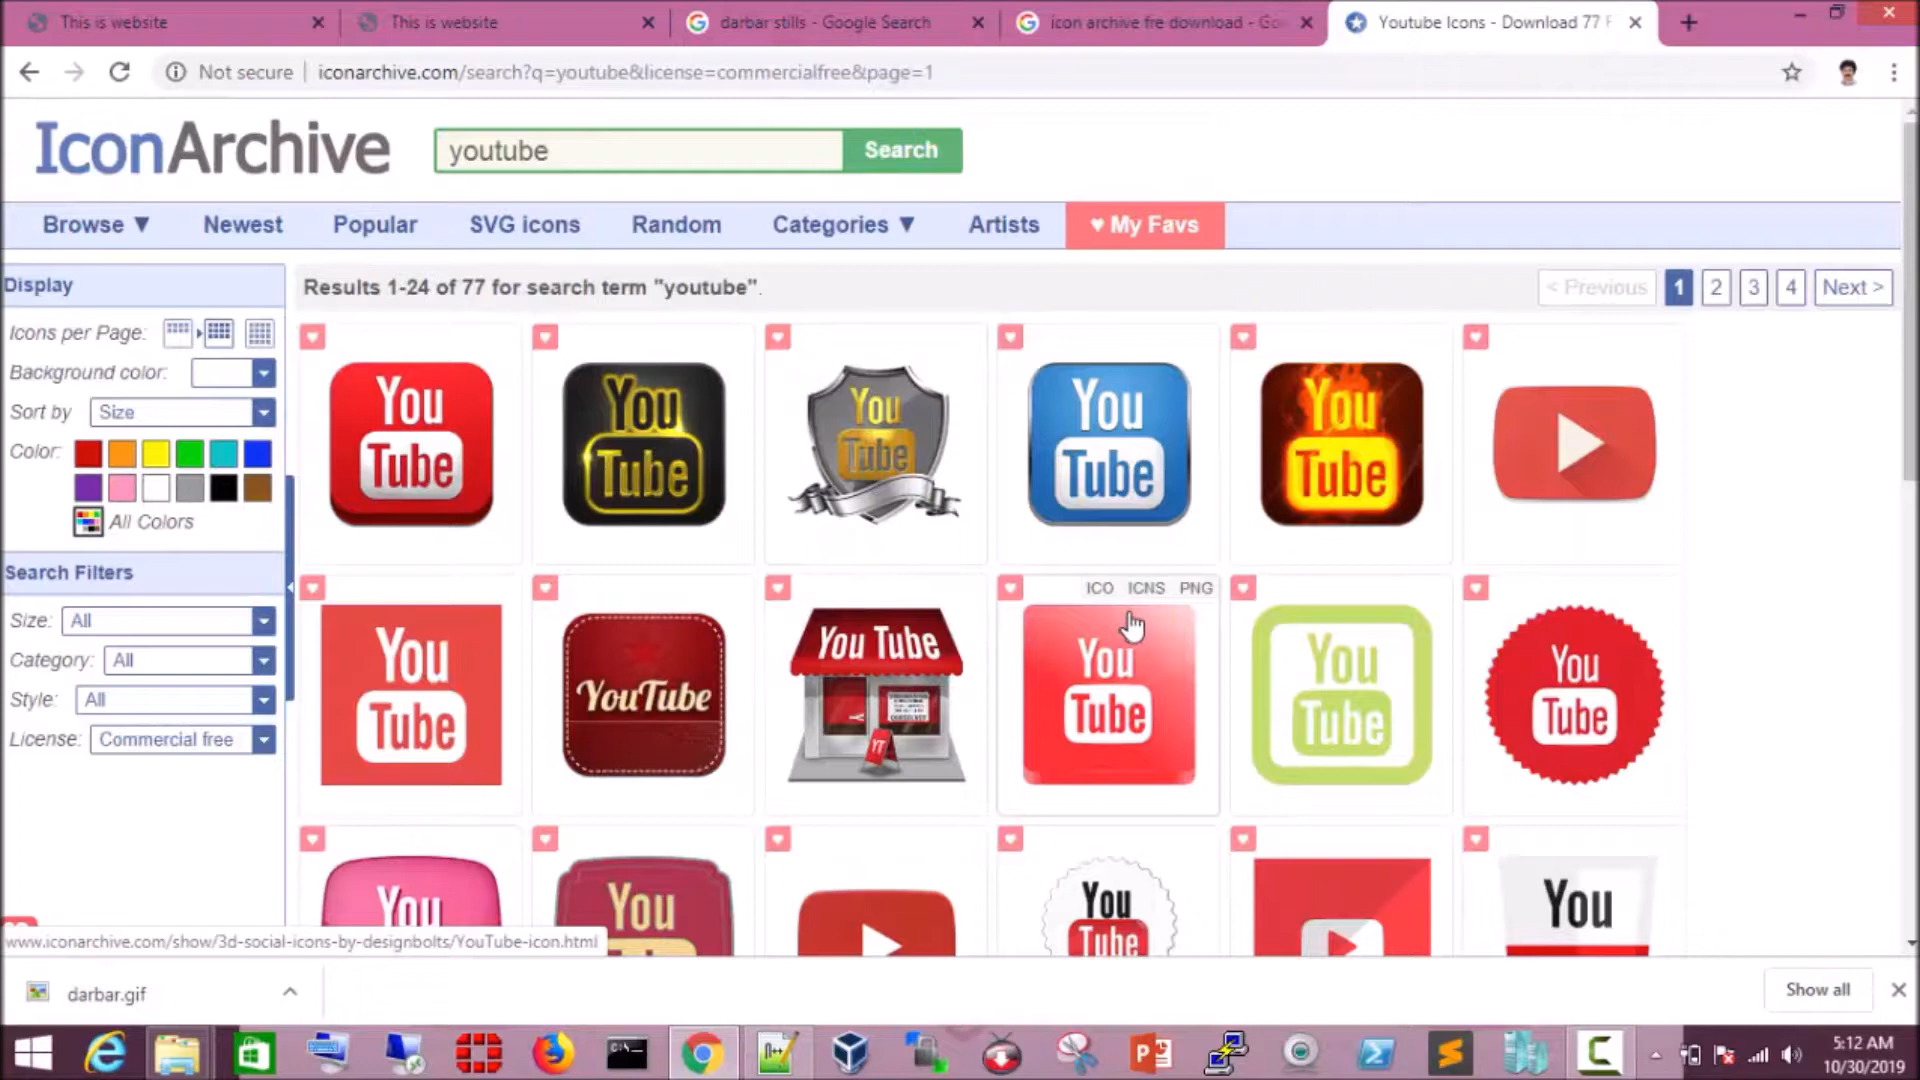 This is website
This is website
darbar stills - Google Search
icon archive fre download - Go
Youtube Icons - Download 77 F
Not secure
iconarchive.com/search?q=youtube&license=commercialfree&page=1
IconArchive
youtube
Search
Browse ▼
Newest
Popular
SVG icons
Random
Categories ▼
Artists
♥ My Favs
Display
Results 1-24 of 77 for search term "youtube".
< Previous
1
2
3
4
Next >
Icons per Page:
Background color:
Sort by
Size
Color:
All Colors
Search Filters
Size:
All
Category:
All
Style:
All
License:
Commercial free
You
Tube
You
Tube
You
Tube
You
Tube
You
Tube
ICO ICNS PNG
You
Tube
YouTube
You Tube
YT
You
Tube
You
Tube
You
Tube
You
You
You
Tube
You
www.iconarchive.com/show/3d-social-icons-by-designbolts/YouTube-icon.html
darbar.gif
Show all
5:12 AM
10/30/2019